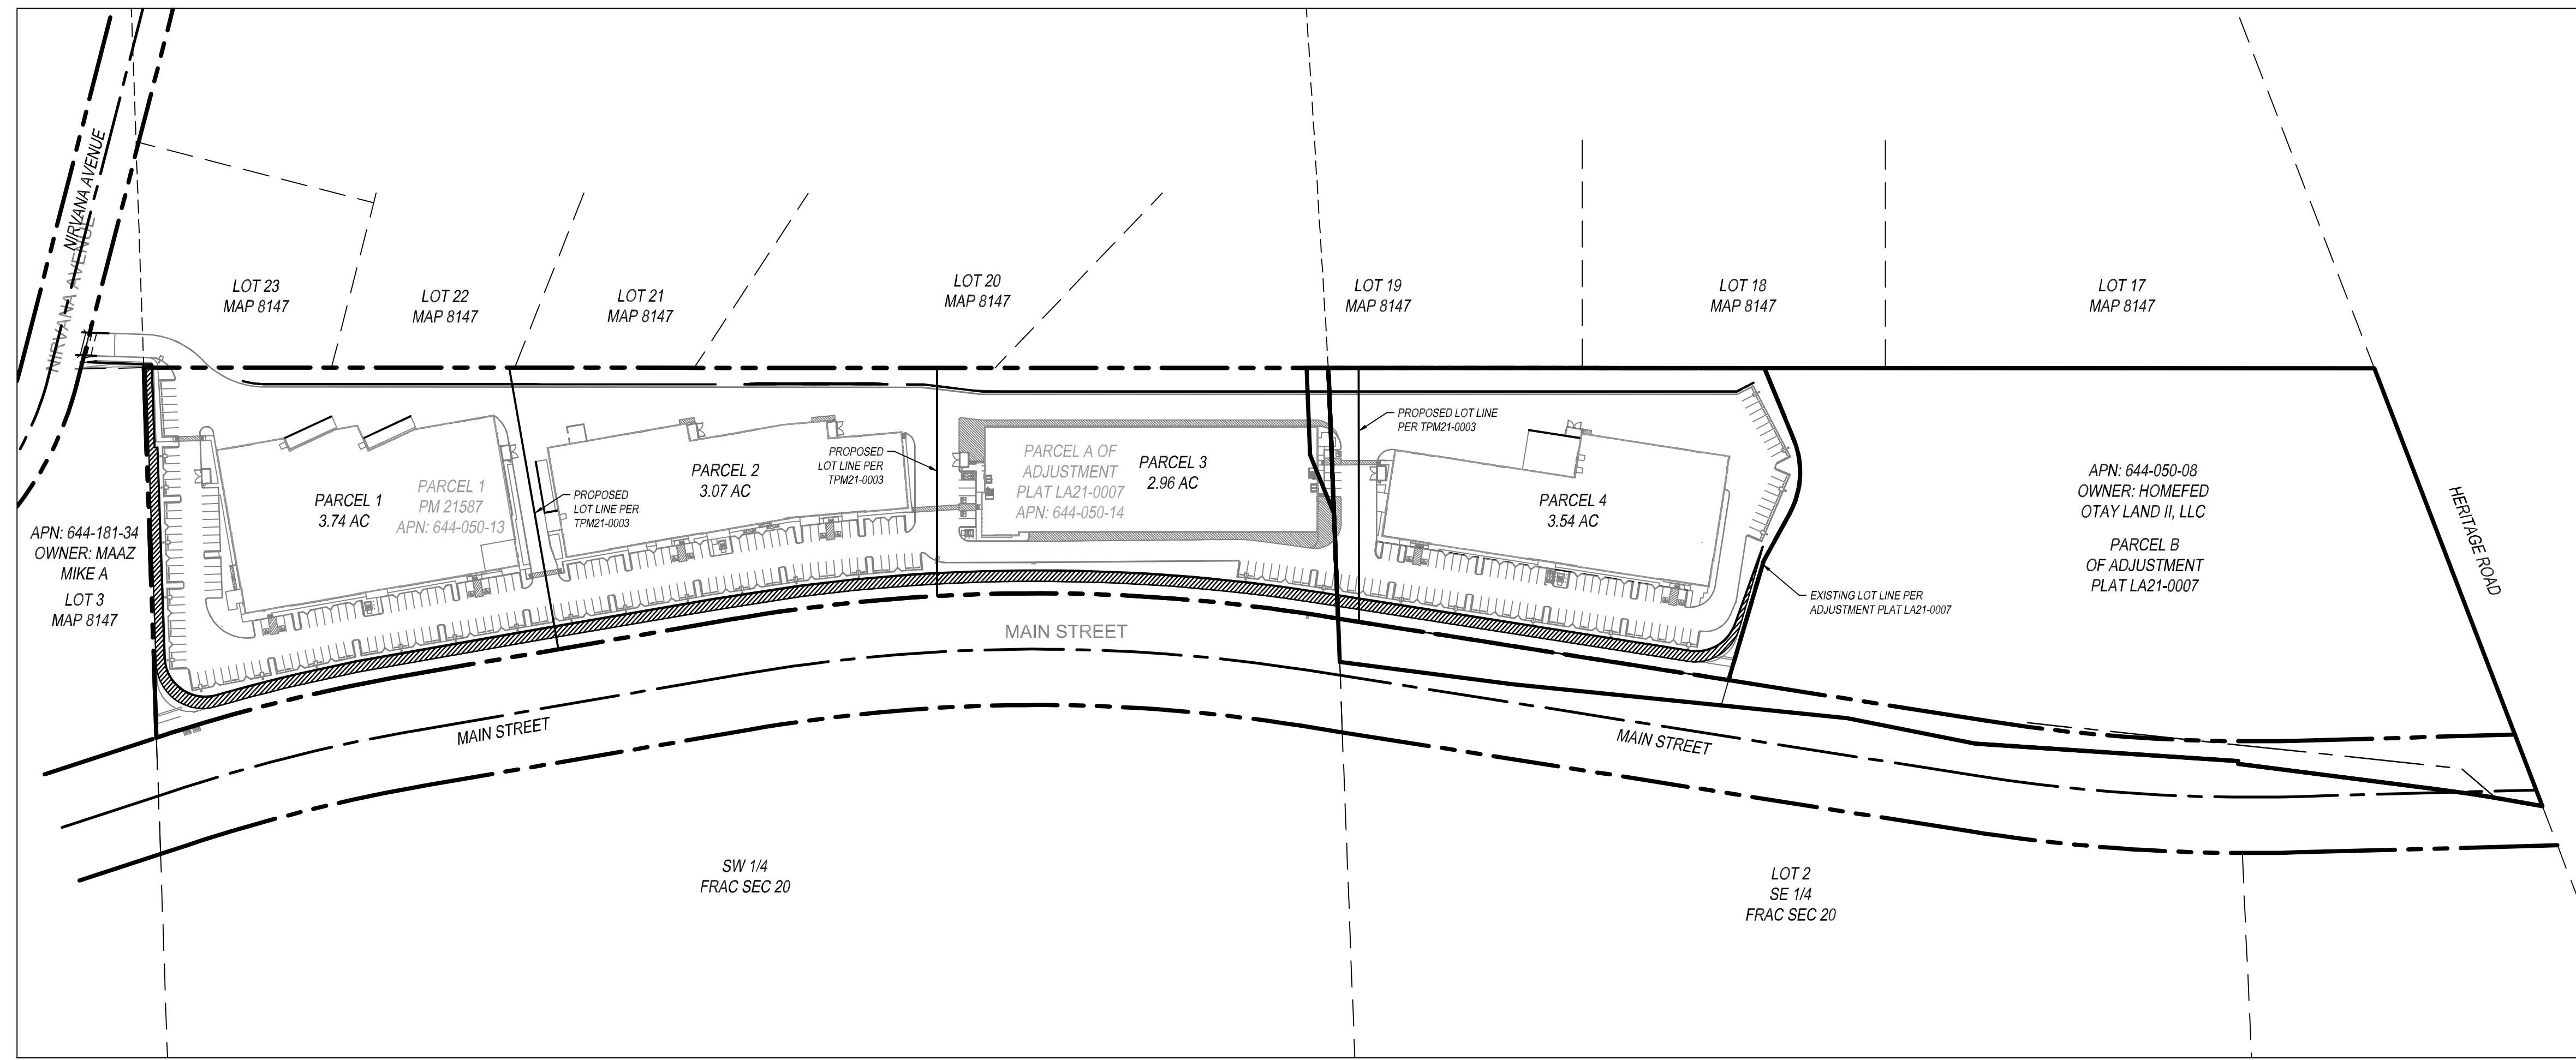 NIRVANA AVENUE
NIRVANA AVENUE
LOT 23
MAP 8147
LOT 22
MAP 8147
LOT 21
MAP 8147
LOT 20
MAP 8147
LOT 19
MAP 8147
LOT 18
MAP 8147
LOT 17
MAP 8147
APN: 644-181-34
OWNER: MAAZ
MIKE A
LOT 3
MAP 8147
PARCEL 1
3.74 AC
PARCEL 1
PM 21587
APN: 644-050-13
PROPOSED
LOT LINE PER
TPM21-0003
PARCEL 2
3.07 AC
PROPOSED
LOT LINE PER
TPM21-0003
PARCEL A OF
ADJUSTMENT
PLAT LA21-0007
APN: 644-050-14
PARCEL 3
2.96 AC
PROPOSED LOT LINE
PER TPM21-0003
PARCEL 4
3.54 AC
EXISTING LOT LINE PER
ADJUSTMENT PLAT LA21-0007
APN: 644-050-08
OWNER: HOMEFED
OTAY LAND II, LLC
PARCEL B
OF ADJUSTMENT
PLAT LA21-0007
HERITAGE ROAD
MAIN STREET
MAIN STREET
MAIN STREET
SW 1/4
FRAC SEC 20
LOT 2
SE 1/4
FRAC SEC 20